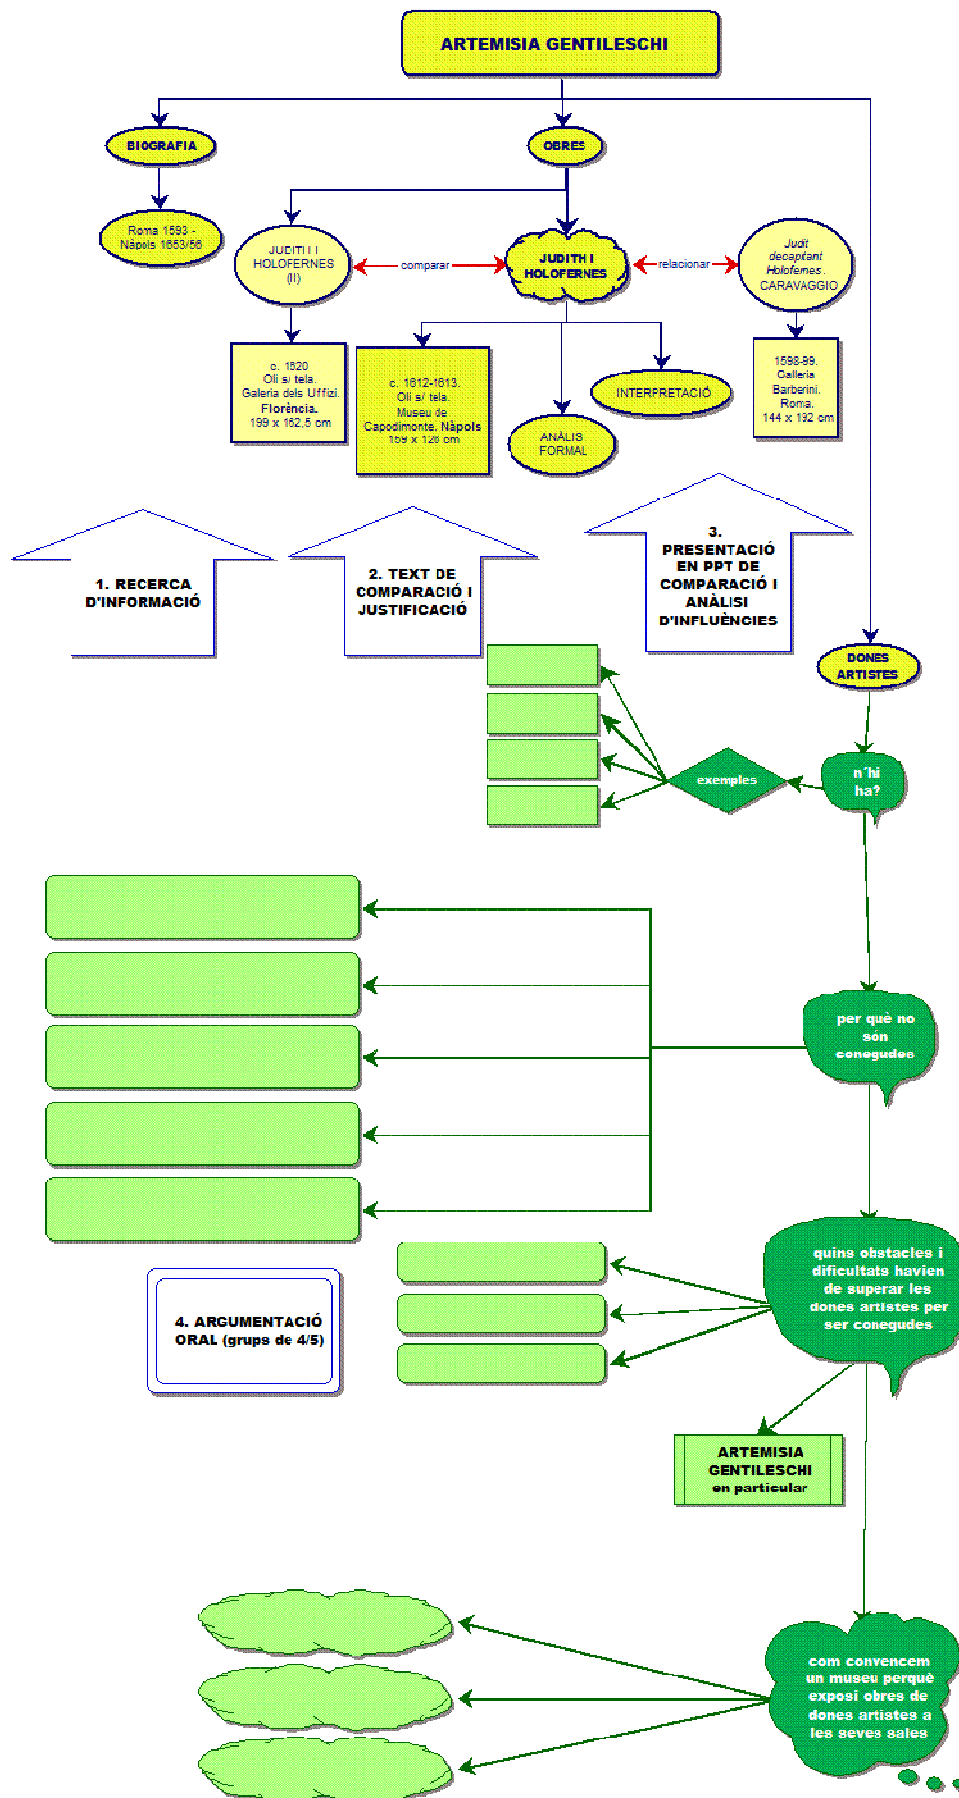 ARTEMISIA GENTILESCHI
BIOGRAFIA
OBRES
Roma 1593 -
Nàpols 1653/56
JUDITH I
HOLOFERNES
(II)
comparar
JUDITH I
HOLOFERNES
relacionar
Judit
decapitant
Holofernes.
CARAVAGGIO
c. 1620
Oli s/ tela.
Galeria dels Uffizi.
Florència.
199 x 162,5 cm
c. 1612-1613.
Oli s/ tela.
Museu de
Capodimonte. Nàpols
159 x 126 cm
ANÀLIS
FORMAL
INTERPRETACIÓ
1598-99.
Galleria
Barberini.
Roma.
144 x 192 cm
1. RECERCA
D'INFORMACIÓ
2. TEXT DE
COMPARACIÓ I
JUSTIFICACIÓ
3.
PRESENTACIÓ
EN PPT DE
COMPARACIÓ I
ANÀLISI
D'INFLUÈNCIES
DONES
ARTISTES
n´hi
ha?
exemples
per què no
són
conegudes
quins obstacles i
dificultats havien
de superar les
dones artistes per
ser conegudes
4. ARGUMENTACIÓ
ORAL (grups de 4/5)
ARTEMISIA
GENTILESCHI
en particular
com convencem
un museu perquè
exposi obres de
dones artistes a
les seves sales